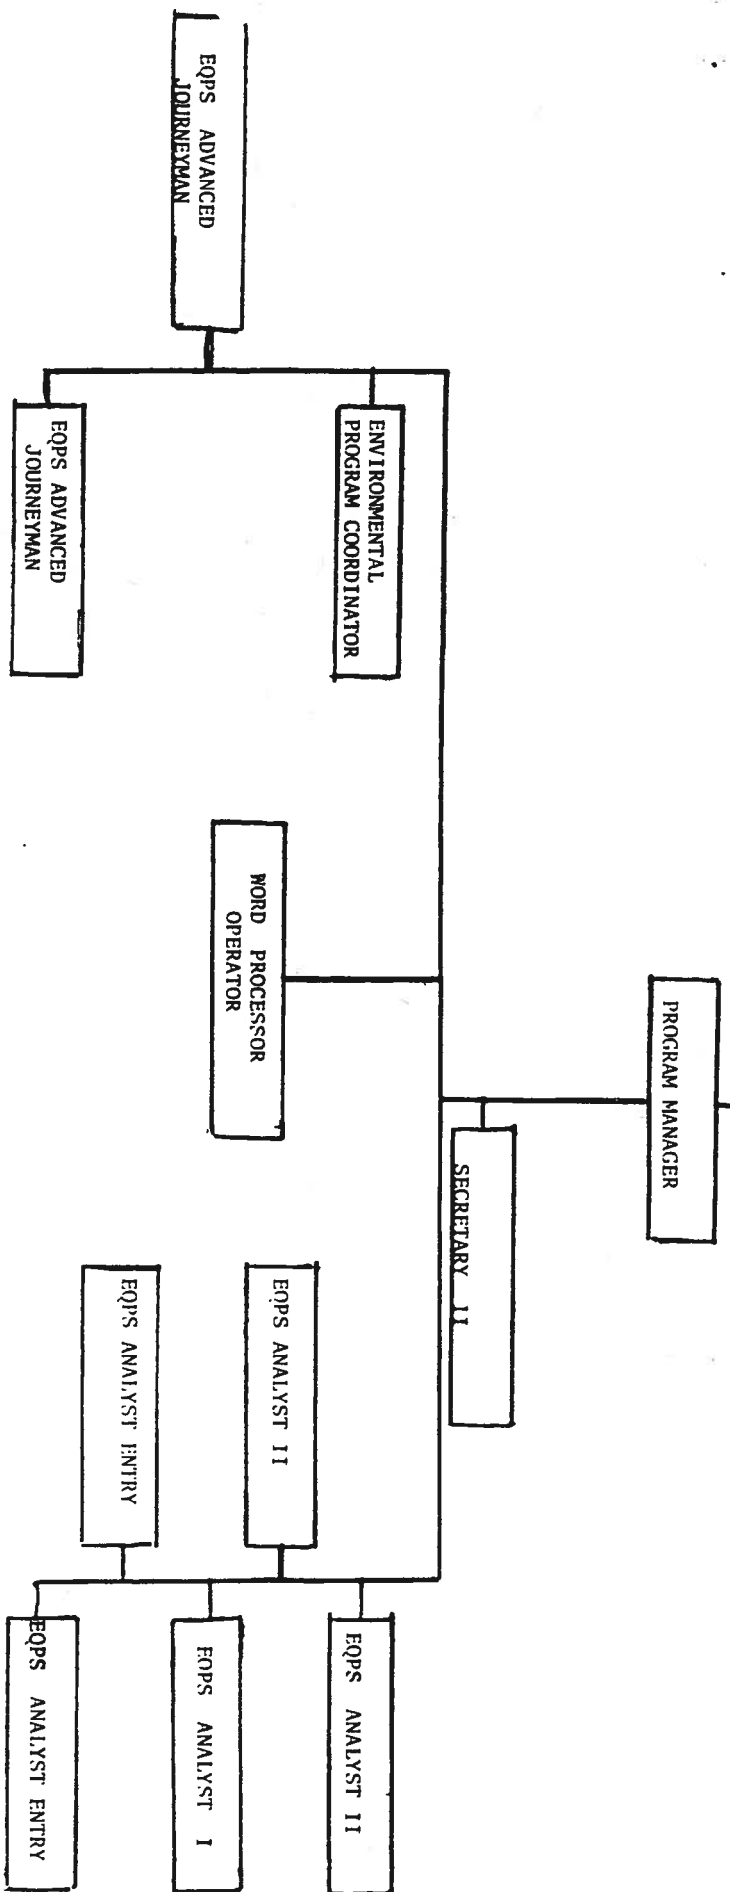 PROGRAM MANAGER
SECRETARY II
ENVIRONMENTAL
PROGRAM COORDINATOR
EQPS ADVANCED
JOURNEYMAN
EQPS ADVANCED
JOURNEYMAN
WORD PROCESSOR
OPERATOR
EQPS ANALYST II
EQPS ANALYST II
EQPS ANALYST I
EQPS ANALYST ENTRY
EQPS ANALYST ENTRY